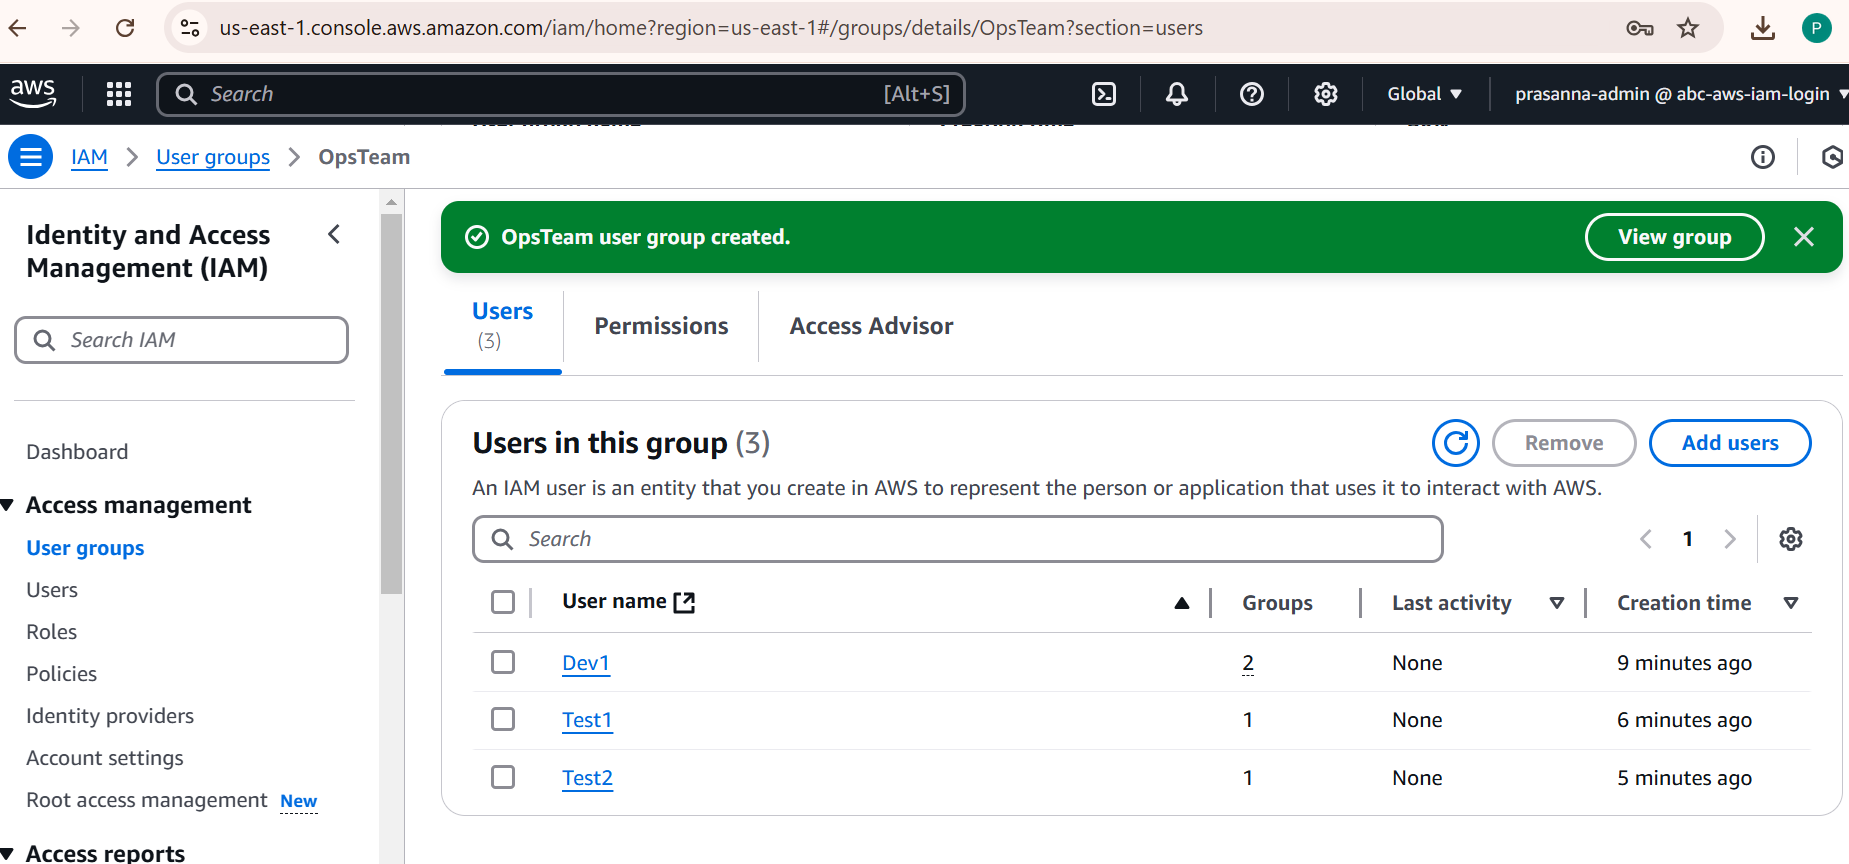 us-east-1.console.aws.amazon.com/iam/home?region=us-east-1#/groups/details/OpsTeam?section=users
P
aws
Search
[Alt+S]
Global
prasanna-admin @ abc-aws-iam-login
IAM
User groups
OpsTeam
Identity and Access
Management (IAM)
Search IAM
Dashboard
Access management
User groups
Users
Roles
Policies
Identity providers
Account settings
Root access management New
Access reports
OpsTeam user group created.
View group
Users
(3)
Permissions
Access Advisor
Users in this group (3)
Remove
Add users
An IAM user is an entity that you create in AWS to represent the person or application that uses it to interact with AWS.
Search
1
User name Groups Last activity Creation time
Dev1 2 None 9 minutes ago
Test1 1 None 6 minutes ago
Test2 1 None 5 minutes ago